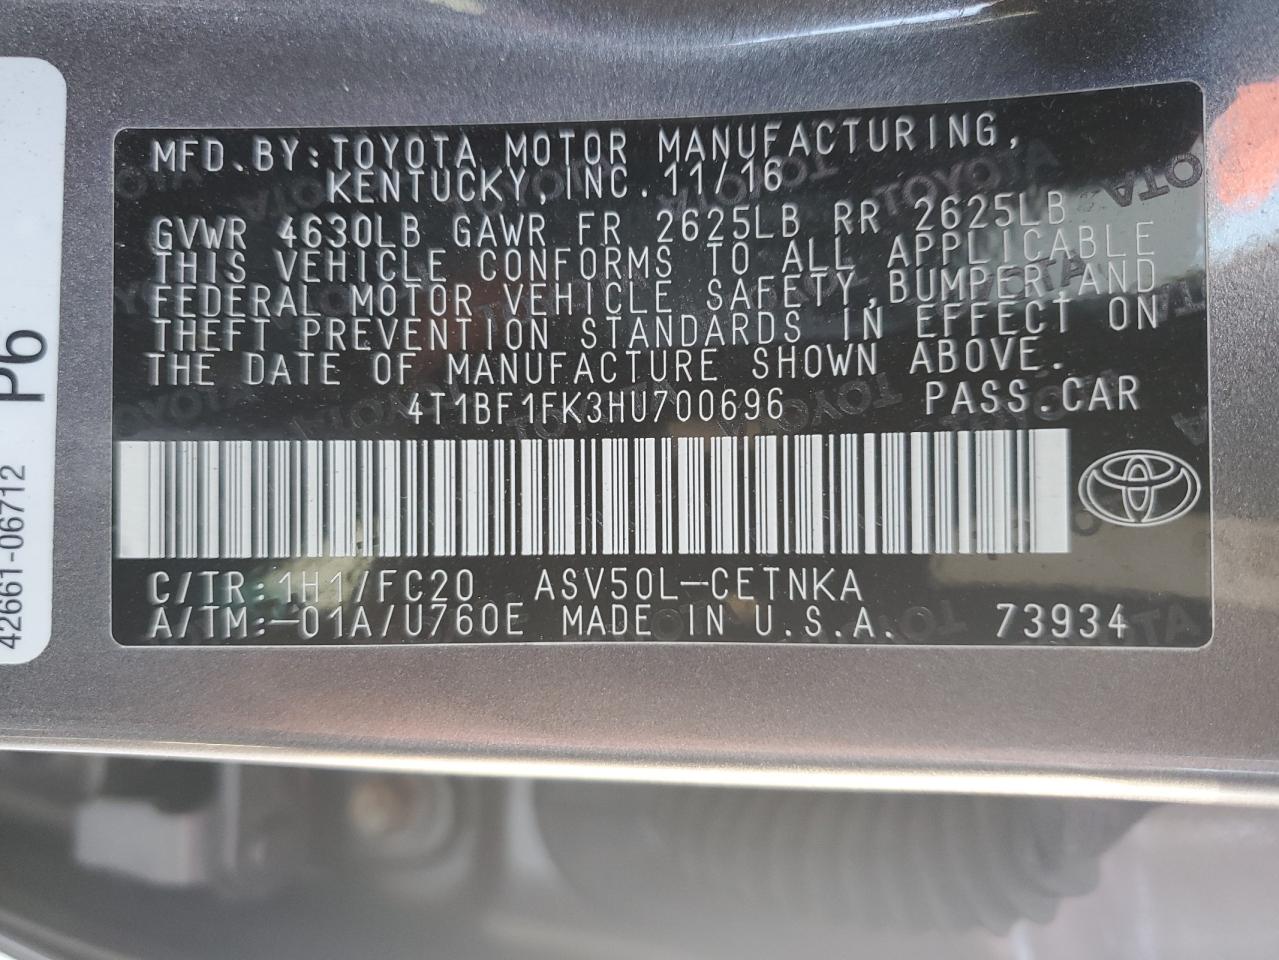 MFD.BY:TOYOTA MOTOR MANUFACTURING,
KENTUCKY,INC.11/16
GVWR 4630LB GAWR FR 2625LB RR 2625LB
THIS VEHICLE CONFORMS TO ALL APPLICABLE
FEDERAL MOTOR VEHICLE SAFETY,BUMPER AND
THEFT PREVENTION STANDARDS IN EFFECT ON
THE DATE OF MANUFACTURE SHOWN ABOVE.
4T1BF1FK3HU700696 PASS.CAR
C/TR:1H1/FC20 ASV50L-CETNKA
A/TM:-01A/U760E MADE IN U.S.A. 73934
P6
42661-06712